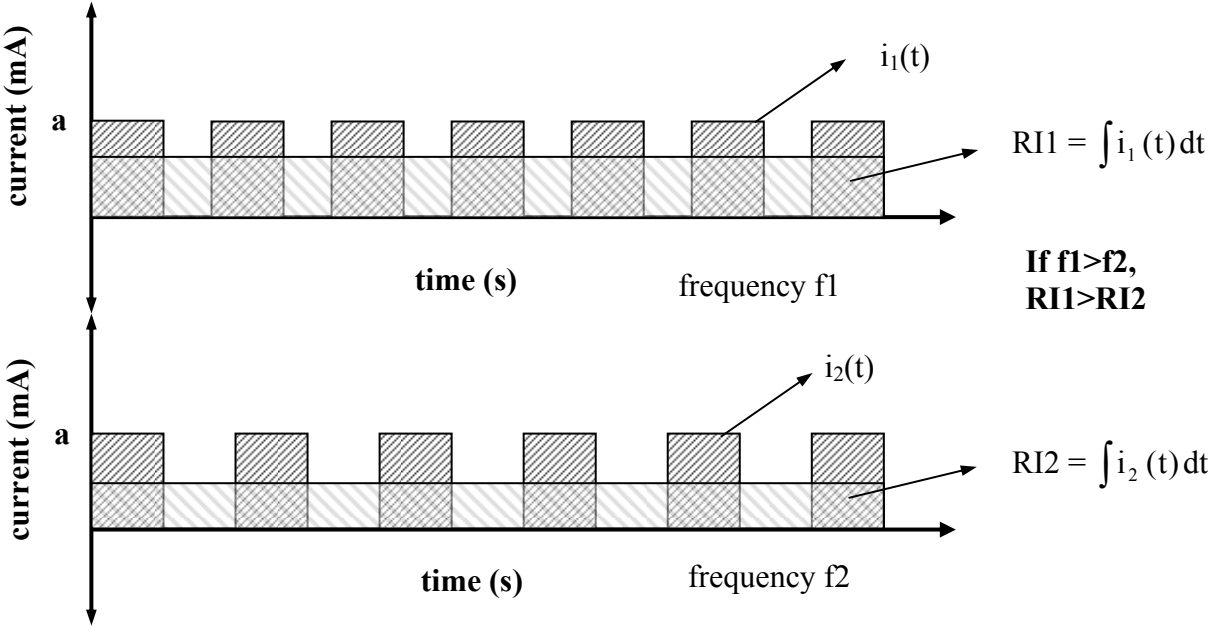 current (mA)
a
i₁(t)
RI1 = ∫ i₁ (t) dt
time (s)
frequency f1
If f1>f2,
RI1>RI2
current (mA)
a
i₂(t)
RI2 = ∫ i₂ (t) dt
time (s)
frequency f2